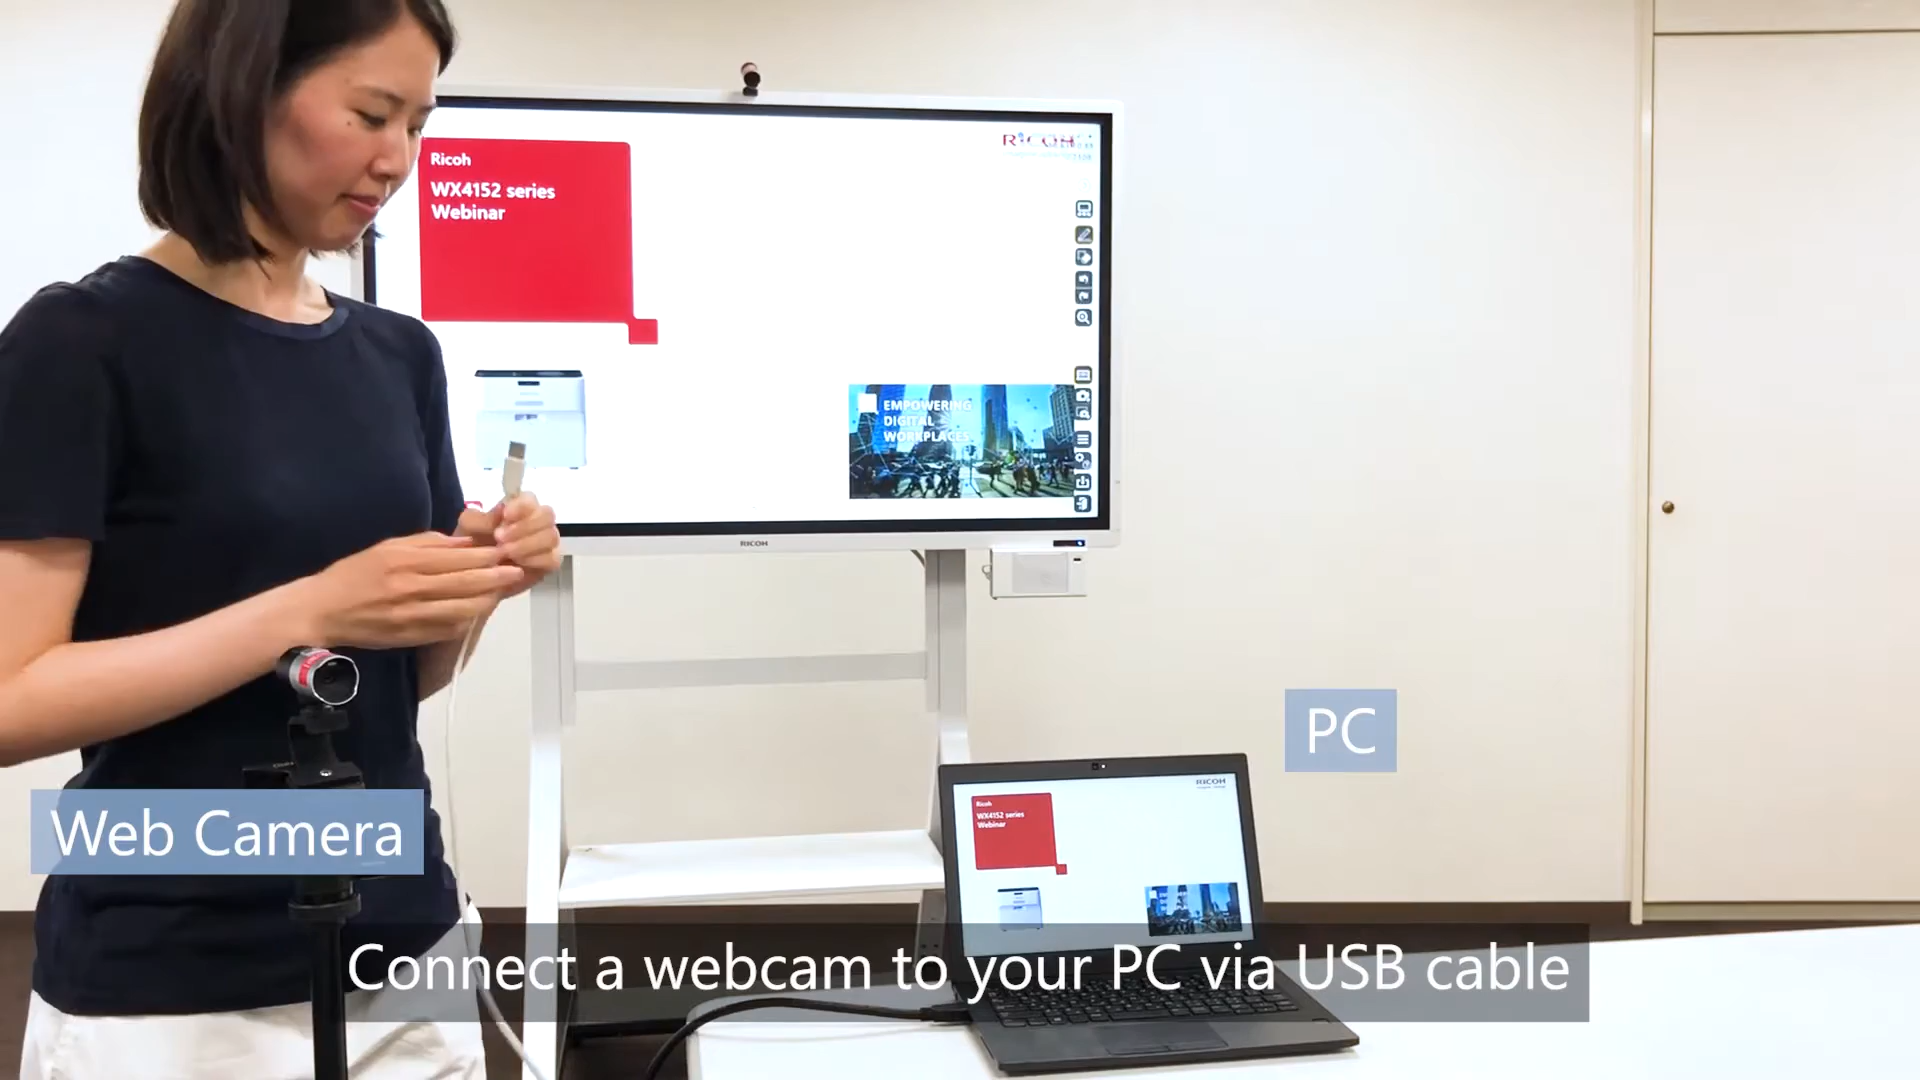 Ricoh
WX4152 series
Webinar
RICOH
EMPOWERING
DIGITAL
WORKPLACES
RICOH
PC
RICOH
Ricoh
WX4152 series
Webinar
Web Camera
Connect a webcam to your PC via USB cable